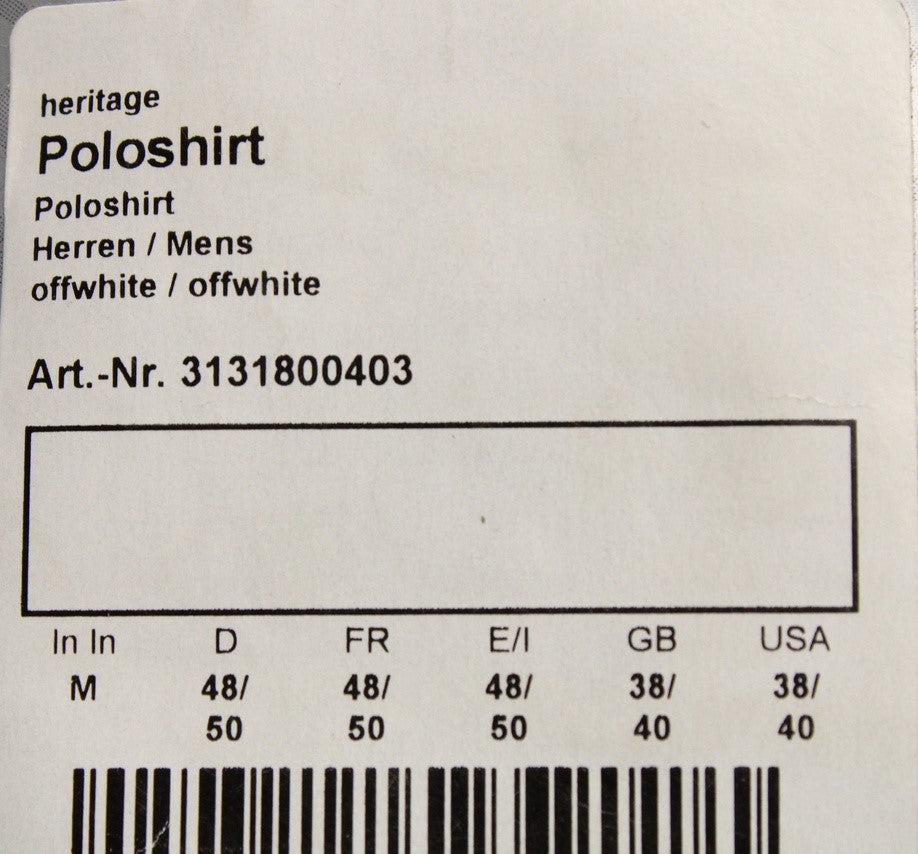 heritage
Poloshirt
Poloshirt
Herren / Mens
offwhite / offwhite
Art.-Nr. 3131800403
In In D FR E/I GB USA
M 48/ 48/ 48/ 38/ 38/
50 50 50 40 40